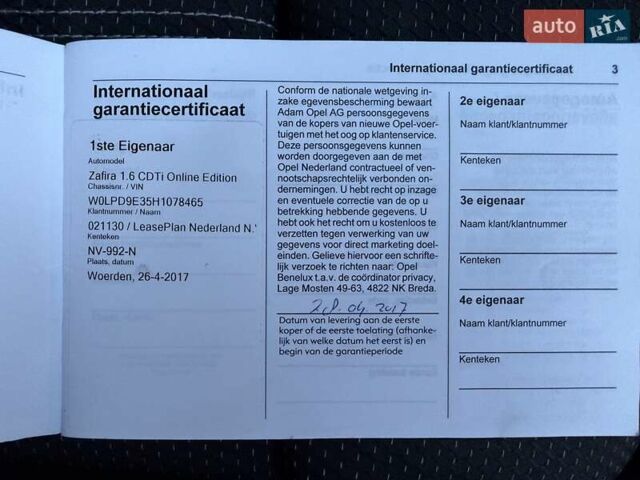 auto RIA .com
Internationaal garantiecertificaat 3
Internationaal
garantiecertificaat
1ste Eigenaar
Automodel
Zafira 1.6 CDTi Online Edition
Chassisnr. / VIN
W0LPD9E35H1078465
Klantnummer / Naam
021130 / LeasePlan Nederland N.'
Kenteken
NV-992-N
Plaats, datum
Woerden, 26-4-2017
Conform de nationale wetgeving in-
zake egevensbescherming bewaart
Adam Opel AG persoonsgegevens
van de kopers van nieuwe Opel-voer-
tuigen met het oog op klantenservice.
Deze persoonsgegevens kunnen
worden doorgegeven aan de met
Opel Nederland contractueel of ven-
nootschapsrechtelijk verbonden on-
dernemingen. U hebt recht op inzage
en eventuele correctie van de op u
betrekking hebbende gegevens. U
hebt ook het recht om u kosteloos te
verzetten tegen verwerking van uw
gegevens voor direct marketing doel-
einden. Gelieve hiervoor een schrifte-
lijk verzoek te richten naar: Opel
Benelux t.a.v. de coördinator privacy,
Lage Mosten 49-63, 4822 NK Breda.
28.04.2017
Datum van levering aan de eerste
koper of de eerste toelating (afhanke-
lijk van welke datum het eerst is) en
begin van de garantieperiode
2e eigenaar
Naam klant/klantnummer
Kenteken
3e eigenaar
Naam klant/klantnummer
Kenteken
4e eigenaar
Naam klant/klantnummer
Kenteken